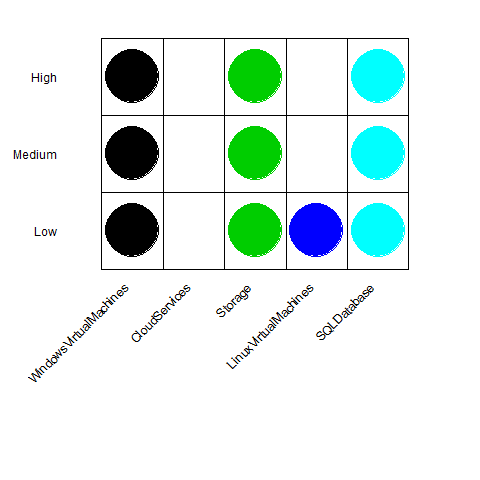 High
Medium
Low
WindowsVirtualMachines
CloudServices
Storage
LinuxVirtualMachines
SQLDatabase